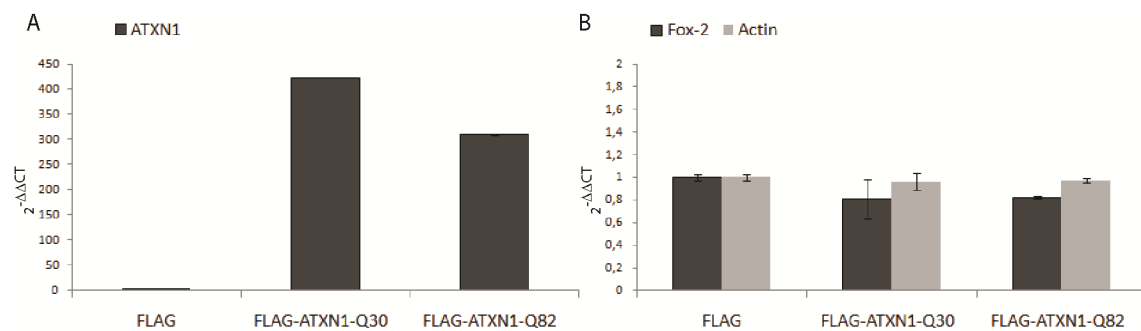 A
ATXN1
2-ΔΔCT
450
400
350
300
250
200
150
100
50
0
FLAG
FLAG-ATXN1-Q30
FLAG-ATXN1-Q82
B
Fox-2
Actin
2-ΔΔCT
2
1,8
1,6
1,4
1,2
1
0,8
0,6
0,4
0,2
0
FLAG
FLAG-ATXN1-Q30
FLAG-ATXN1-Q82